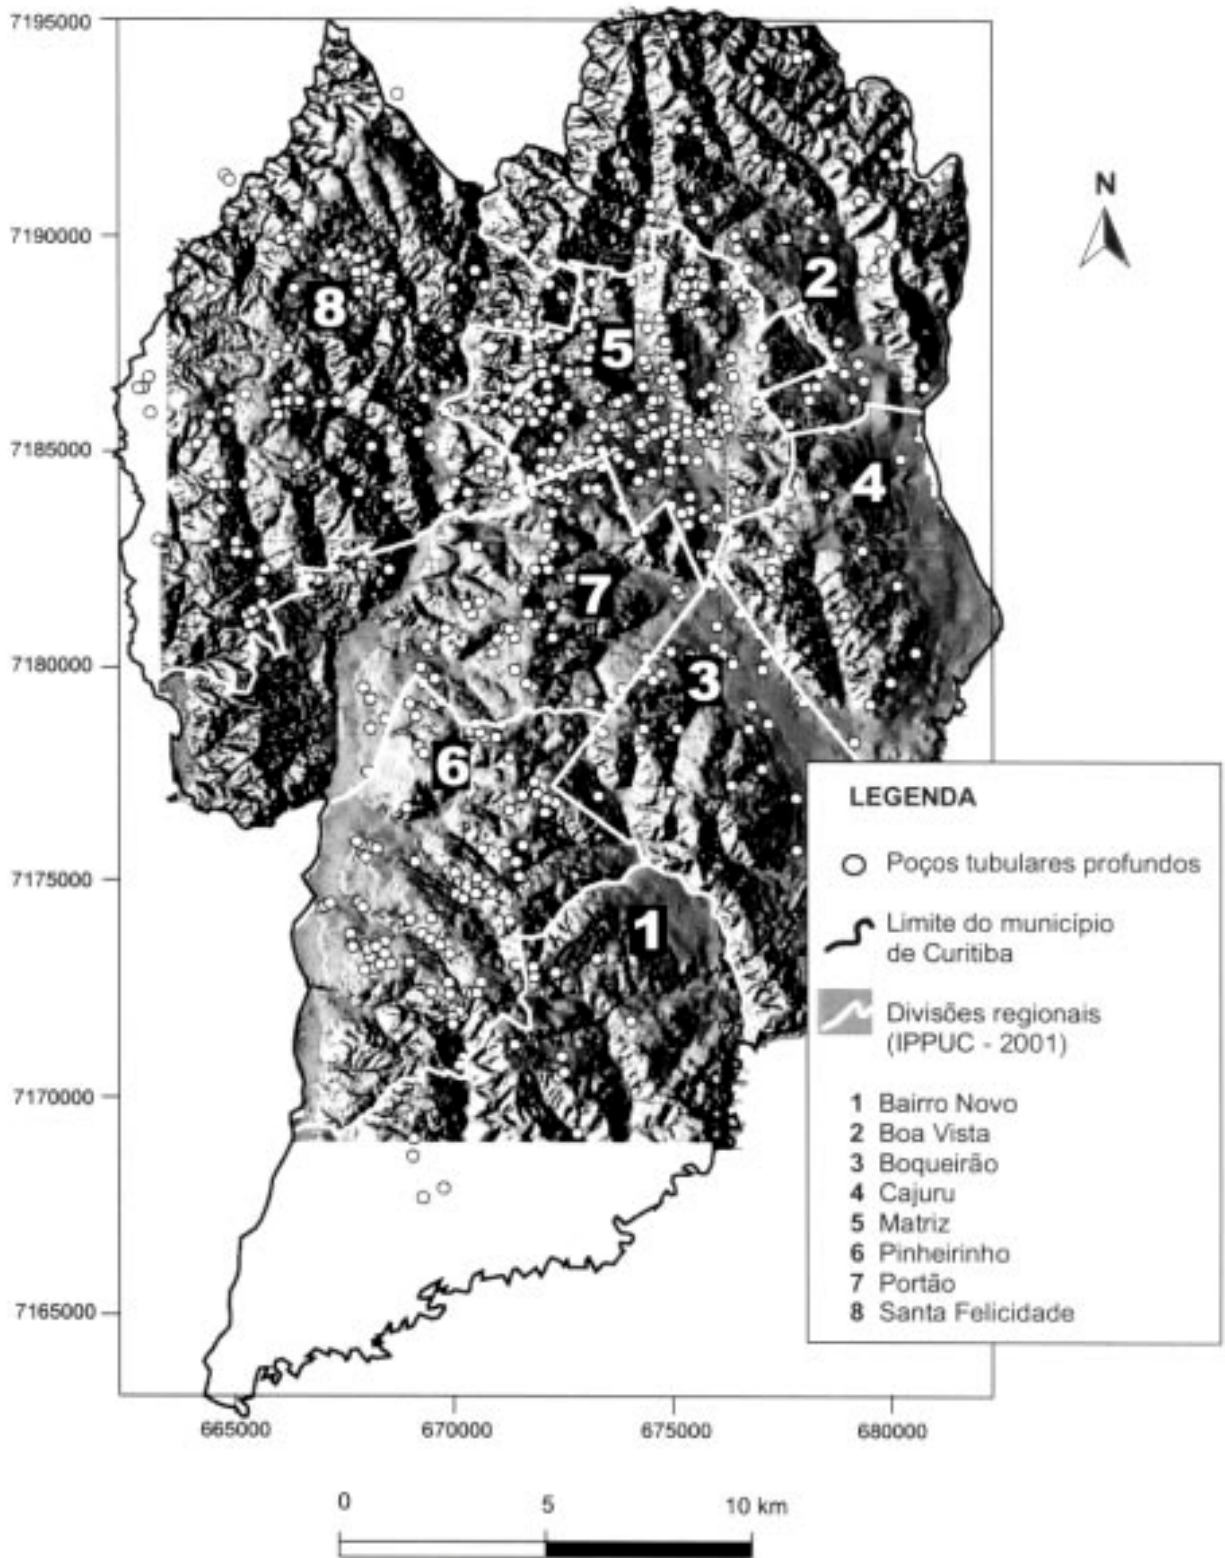 7195000
7190000
7185000
7180000
7175000
7170000
7165000
N
8
2
5
4
7
3
6
1
LEGENDA
Poços tubulares profundos
Limite do município
de Curitiba
Divisões regionais
(IPPUC - 2001)
1 Bairro Novo
2 Boa Vista
3 Boqueirão
4 Cajuru
5 Matriz
6 Pinheirinho
7 Portão
8 Santa Felicidade
665000 670000 675000 680000
0 5 10 km